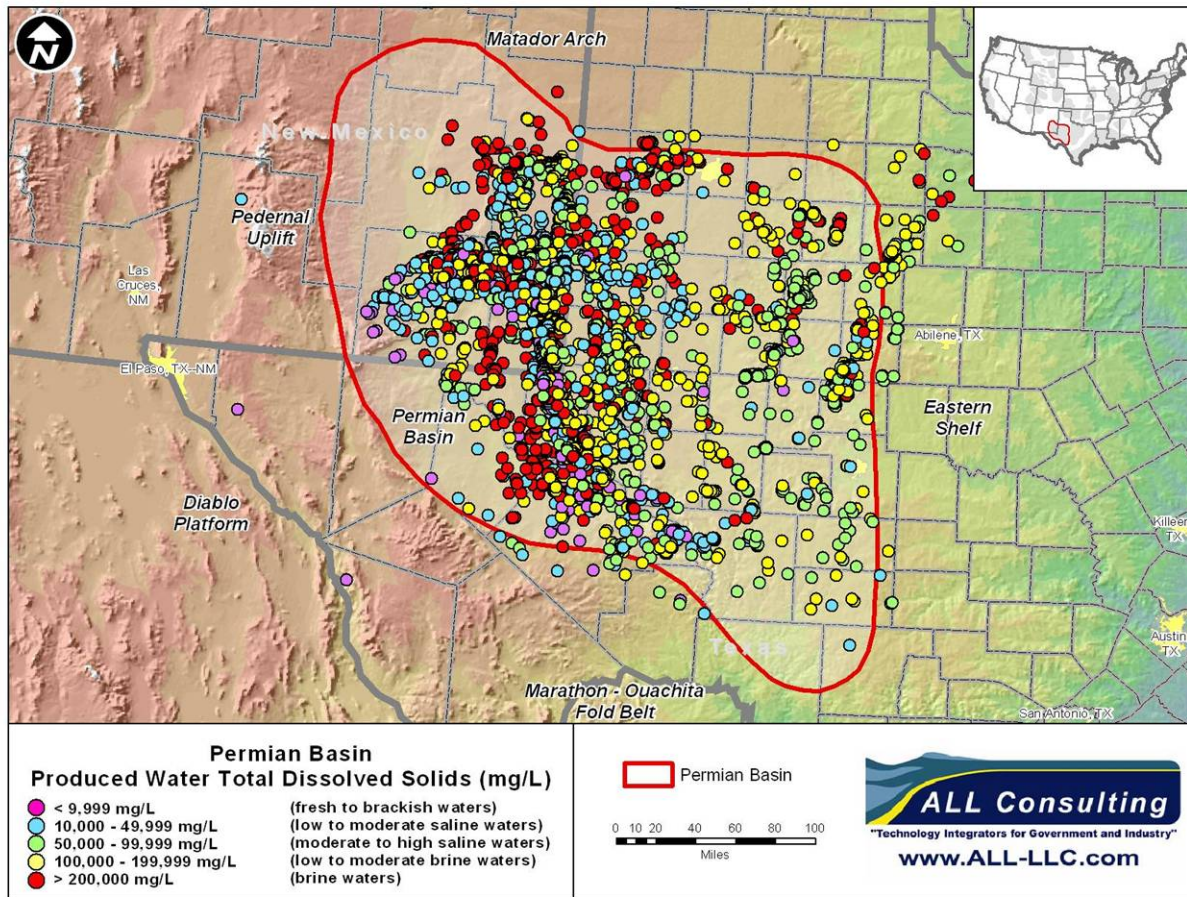 N
Matador Arch
New Mexico
Pedernal
Uplift
Las
Cruces,
NM
El Paso, TX-NM
Abilene, TX
Permian
Basin
Eastern
Shelf
Diablo
Platform
Killeen
TX
Texas
Austin
TX
Marathon - Ouachita
Fold Belt
San Antonio, TX
Permian Basin
Produced Water Total Dissolved Solids (mg/L)
< 9,999 mg/L (fresh to brackish waters)
10,000 - 49,999 mg/L (low to moderate saline waters)
50,000 - 99,999 mg/L (moderate to high saline waters)
100,000 - 199,999 mg/L (low to moderate brine waters)
> 200,000 mg/L (brine waters)
Permian Basin
0 10 20 40 60 80 100
Miles
ALL Consulting
"Technology Integrators for Government and Industry"
www.ALL-LLC.com